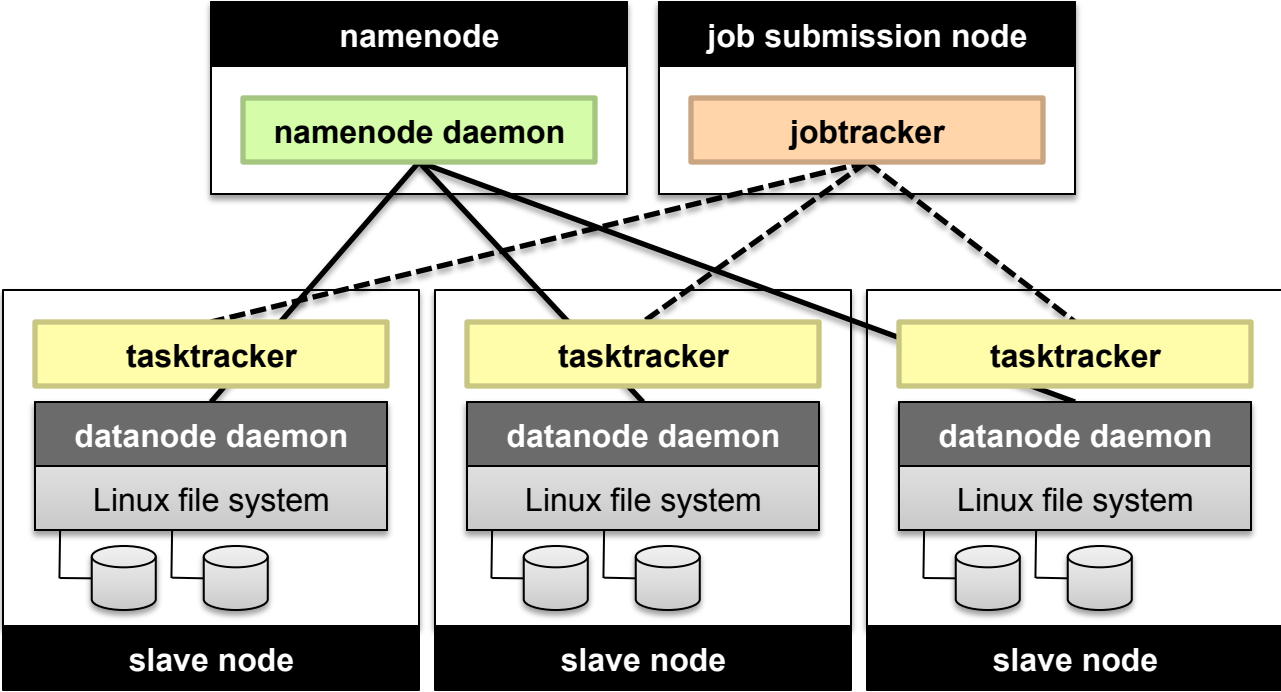 namenode
job submission node
namenode daemon
jobtracker
tasktracker
tasktracker
tasktracker
datanode daemon
datanode daemon
datanode daemon
Linux file system
Linux file system
Linux file system
slave node
slave node
slave node